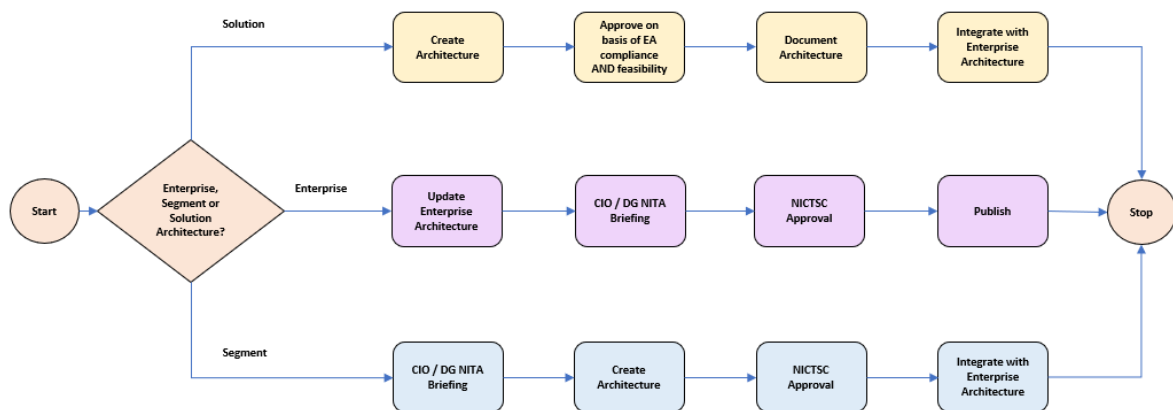 Solution
Create
Architecture
Approve on
basis of EA
compliance
AND feasibility
Document
Architecture
Integrate with
Enterprise
Architecture
Start
Enterprise,
Segment or
Solution
Architecture?
Enterprise
Update
Enterprise
Architecture
CIO / DG NITA
Briefing
NICTSC
Approval
Publish
Stop
Segment
CIO / DG NITA
Briefing
Create
Architecture
NICTSC
Approval
Integrate with
Enterprise
Architecture